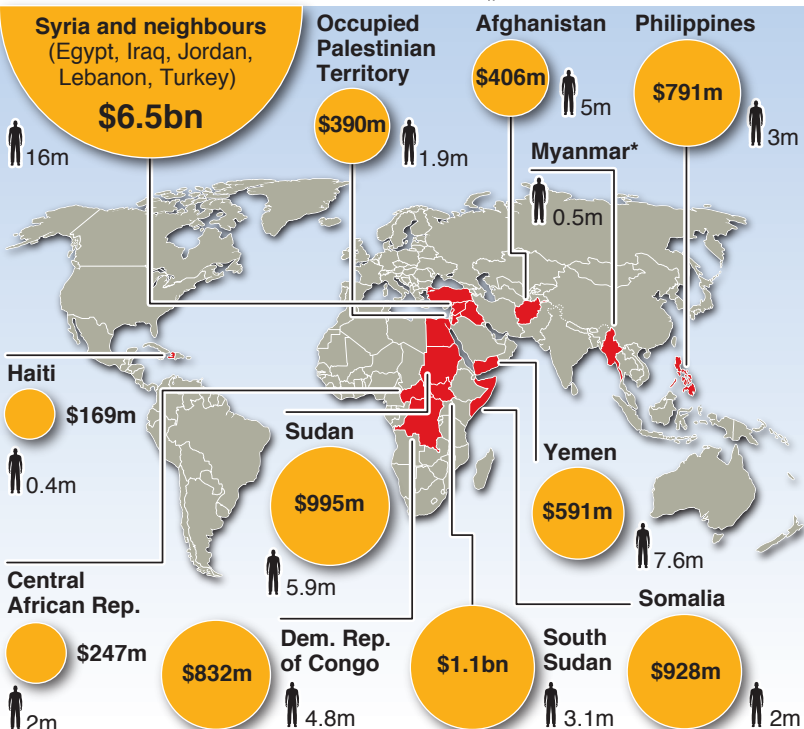 Syria and neighbours
(Egypt, Iraq, Jordan,
Lebanon, Turkey)
$6.5bn
16m
Occupied
Palestinian
Territory
$390m
1.9m
Afghanistan
$406m
5m
Philippines
$791m
3m
Myanmar*
0.5m
Haiti
$169m
0.4m
Sudan
$995m
5.9m
Yemen
$591m
7.6m
Central
African Rep.
$247m
2m
$832m
Dem. Rep.
of Congo
4.8m
$1.1bn
South
Sudan
3.1m
Somalia
$928m
2m